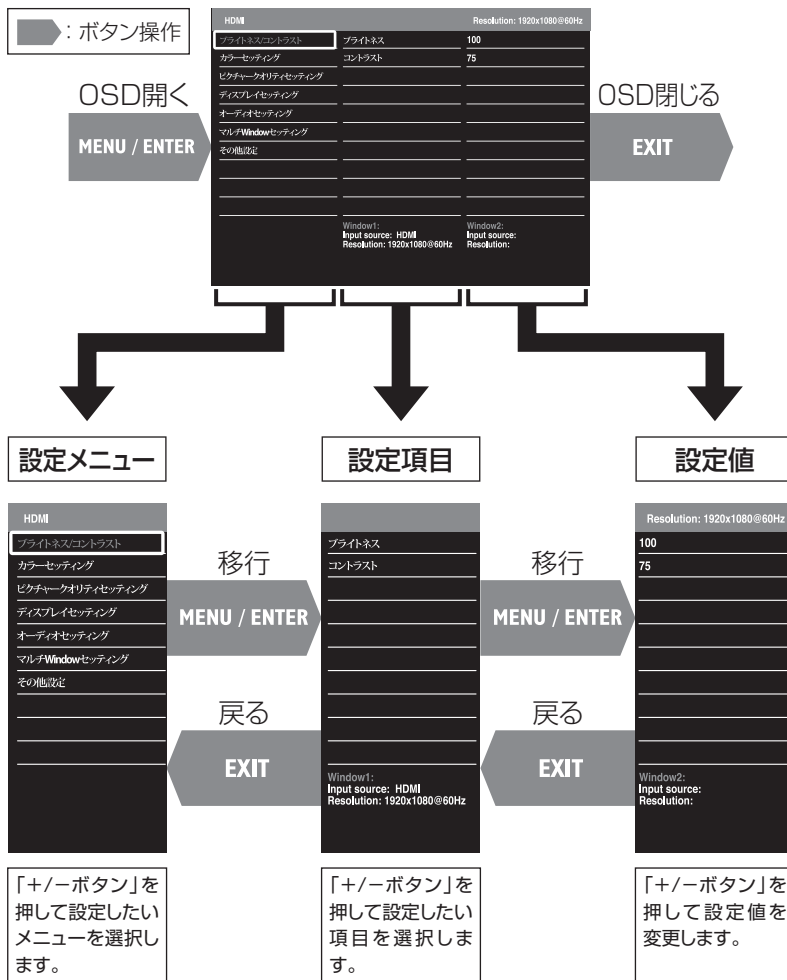 ：ボタン操作
OSD開く
MENU / ENTER
HDMI
Resolution: 1920x1080@60Hz
ブライトネス/コントラスト
ブライトネス
100
カラーセッティング
コントラスト
75
ピクチャークオリティセッティング
ディスプレイセッティング
オーディオセッティング
マルチWindowセッティング
その他設定
Window1:
Input source: HDMI
Resolution: 1920x1080@60Hz
Window2:
Input source:
Resolution:
OSD閉じる
EXIT
設定メニュー
設定項目
設定値
HDMI
ブライトネス/コントラスト
カラーセッティング
ピクチャークオリティセッティング
ディスプレイセッティング
オーディオセッティング
マルチWindowセッティング
その他設定
移行
MENU / ENTER
戻る
EXIT
ブライトネス
コントラスト
Window1:
Input source: HDMI
Resolution: 1920x1080@60Hz
移行
MENU / ENTER
戻る
EXIT
Resolution: 1920x1080@60Hz
100
75
Window2:
Input source:
Resolution:
「+/−ボタン」を
押して設定したい
メニューを選択し
ます。
「+/−ボタン」を
押して設定したい
項目を選択しま
す。
「+/−ボタン」を
押して設定値を
変更します。